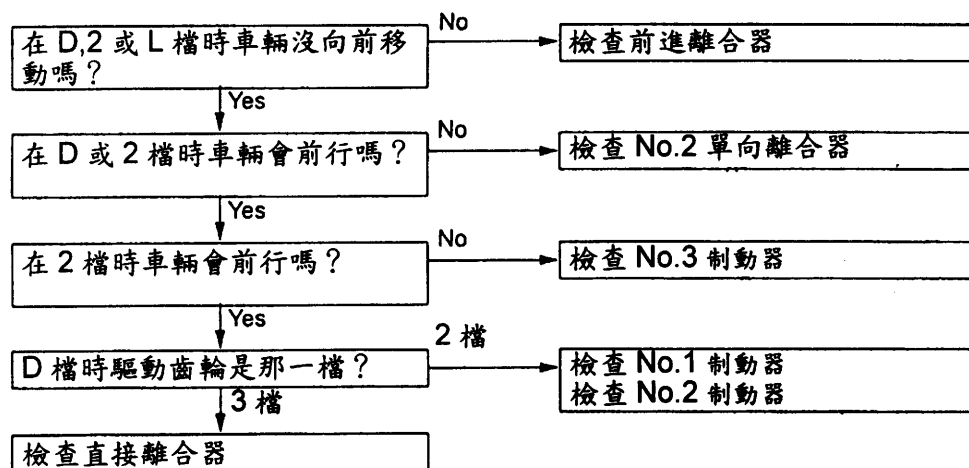 在 D,2 或 L 檔時車輛沒向前移
動嗎？
No
檢查前進離合器
Yes
在 D 或 2 檔時車輛會前行嗎？
No
檢查 No.2 單向離合器
Yes
在 2 檔時車輛會前行嗎？
No
檢查 No.3 制動器
Yes
D 檔時驅動齒輪是那一檔？
2 檔
檢查 No.1 制動器
檢查 No.2 制動器
3 檔
檢查直接離合器